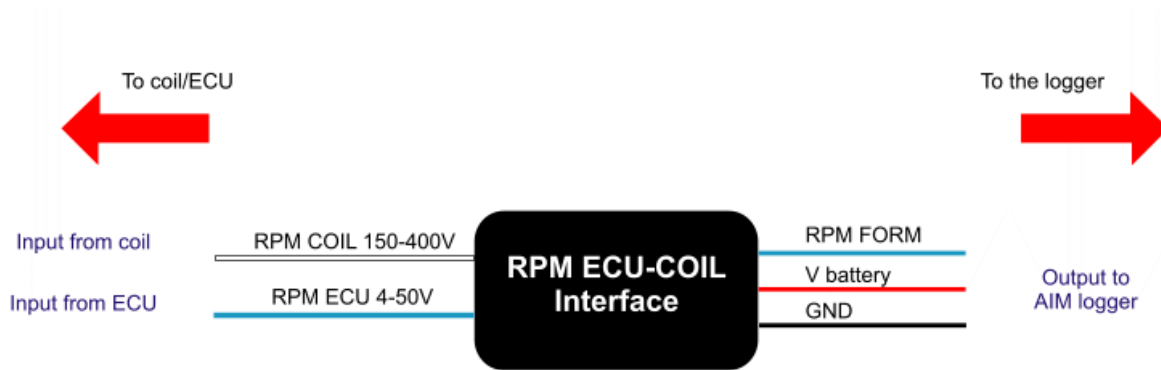 To coil/ECU
To the logger
Input from coil
RPM COIL 150-400V
Input from ECU
RPM ECU 4-50V
RPM ECU-COIL
Interface
RPM FORM
V battery
GND
Output to
AIM logger